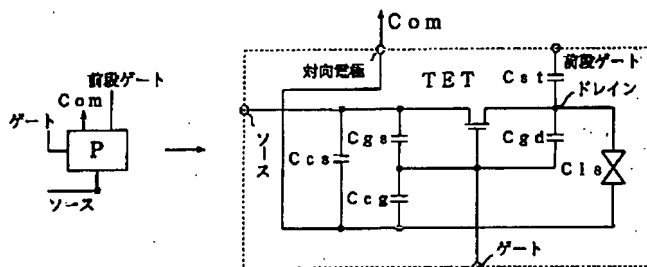 前段ゲート
Com
ゲート
P
ソース
Com
対向電極
TET
前段ゲート
Cst
ドレイン
ソース
Ccs
Cgs
Cgd
Ccg
Cls
ゲート